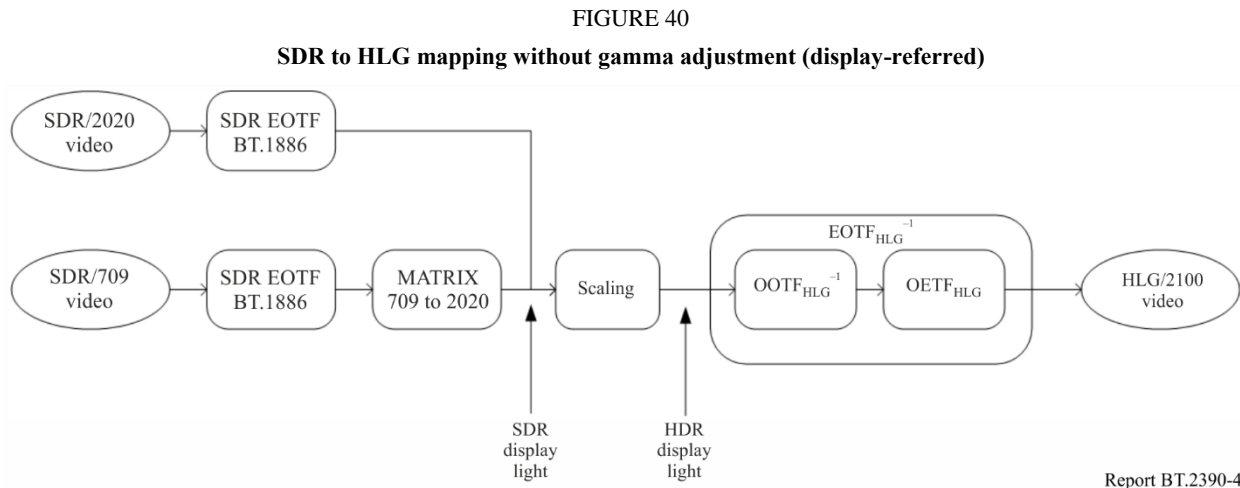 FIGURE 40
SDR to HLG mapping without gamma adjustment (display-referred)
SDR/2020
video
SDR EOTF
BT.1886
SDR/709
video
SDR EOTF
BT.1886
MATRIX
709 to 2020
Scaling
EOTF_HLG^−1
OOTF_HLG^−1
OETF_HLG
HLG/2100
video
SDR
display
light
HDR
display
light
Report BT.2390-40